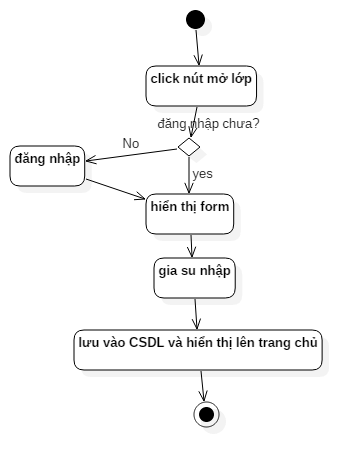 click nút mở lớp
đăng nhập chưa?
No
đăng nhập
yes
hiển thị form
gia su nhập
lưu vào CSDL và hiển thị lên trang chủ